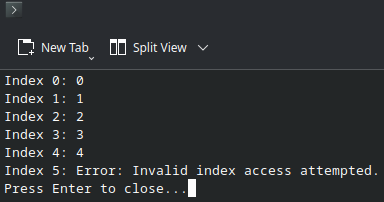 New Tab Split View
Index 0: 0
Index 1: 1
Index 2: 2
Index 3: 3
Index 4: 4
Index 5: Error: Invalid index access attempted.
Press Enter to close...